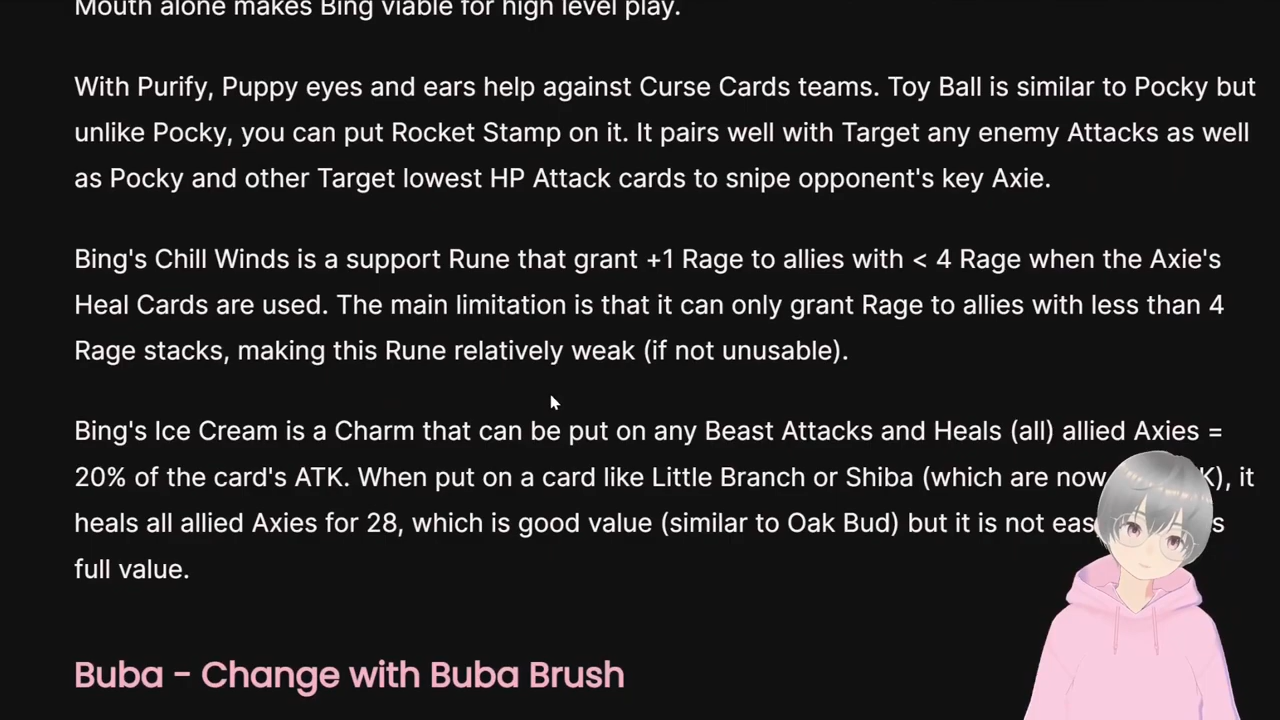 Mouth alone makes Bing viable for high level play.
With Purify, Puppy eyes and ears help against Curse Cards teams. Toy Ball is similar to Pocky but
unlike Pocky, you can put Rocket Stamp on it. It pairs well with Target any enemy Attacks as well
as Pocky and other Target lowest HP Attack cards to snipe opponent's key Axie.
Bing's Chill Winds is a support Rune that grant +1 Rage to allies with < 4 Rage when the Axie's
Heal Cards are used. The main limitation is that it can only grant Rage to allies with less than 4
Rage stacks, making this Rune relatively weak (if not unusable).
Bing's Ice Cream is a Charm that can be put on any Beast Attacks and Heals (all) allied Axies =
20% of the card's ATK. When put on a card like Little Branch or Shiba (which are now), it
heals all allied Axies for 28, which is good value (similar to Oak Bud) but it is not
full value.
Buba - Change with Buba Brush